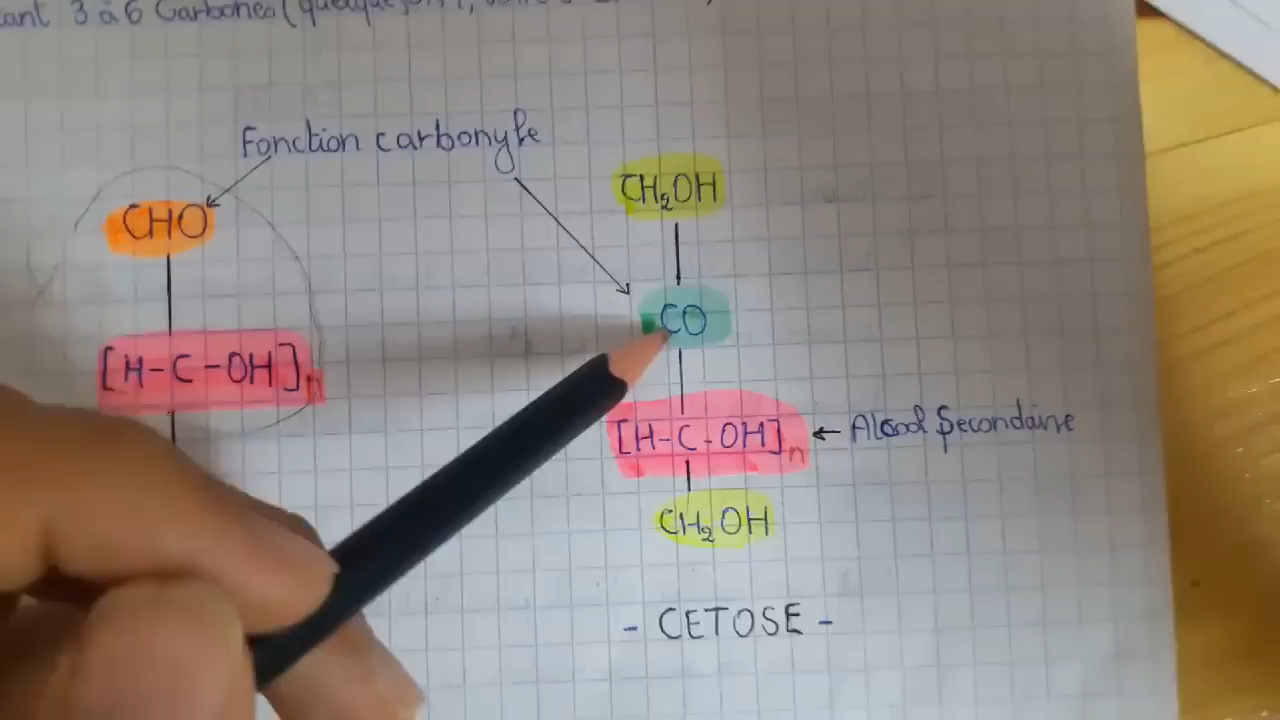 3 à 6 Carbones (
Fonction carbonyle
CHO
[H-C-OH]n
CH₂OH
CO
[H-C-OH]n ← Alcool Secondaire
CH₂OH
- CETOSE -